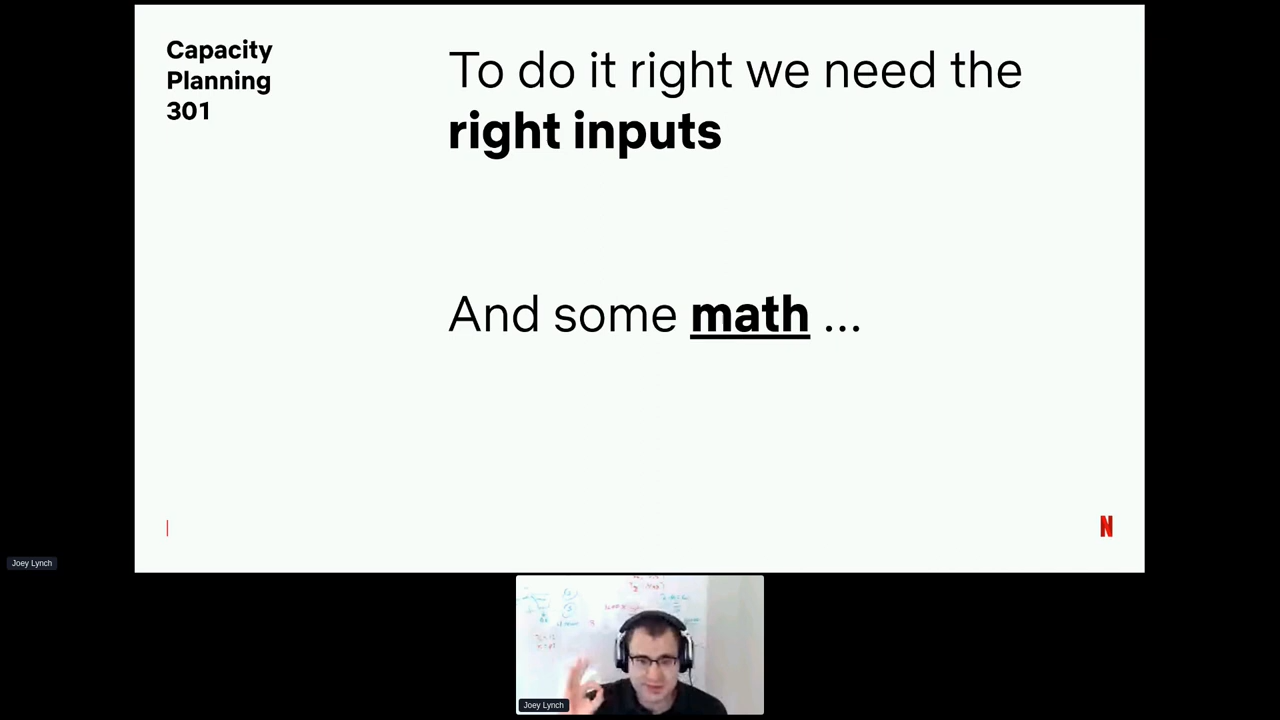 Capacity
Planning
301
To do it right we need the
right inputs
And some math ...
N
Joey Lynch
Joey Lynch